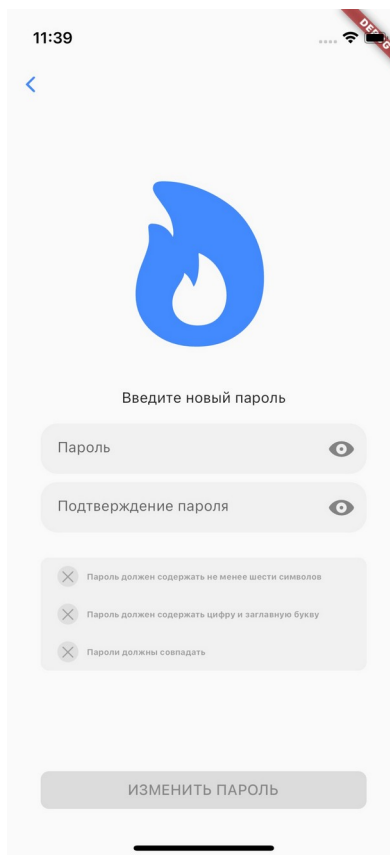 11:39
DEBUG
Введите новый пароль
Пароль
Подтверждение пароля
Пароль должен содержать не менее шести символов
Пароль должен содержать цифру и заглавную букву
Пароли должны совпадать
ИЗМЕНИТЬ ПАРОЛЬ